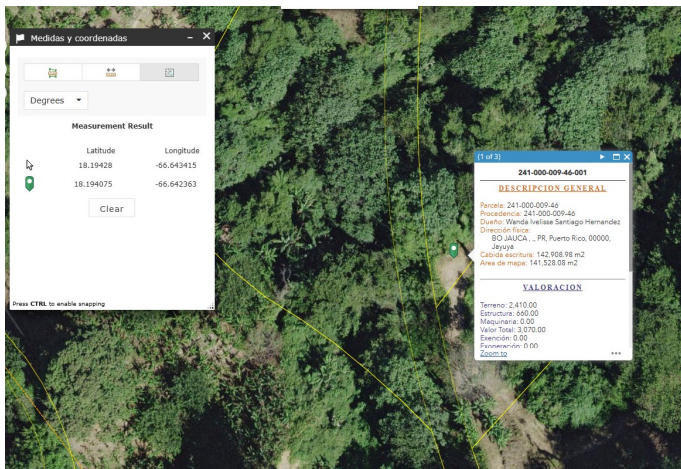 Medidas y coordenadas
Degrees
Measurement Result
Latitude Longitude
18.19428 -66.643415
18.194075 -66.642363
Clear
Press CTRL to enable snapping
(1 of 3)
241-000-009-46-001
DESCRIPCION GENERAL
Parcela: 241-000-009-46
Procedencia: 241-000-009-46
Dueño: Wanda Ivelisse Santiago Hernandez
Dirección física:
BO JAUCA , ., PR, Puerto Rico, 00000,
Jayuya
Cabida escritura: 142,908.98 m2
Area de mapa: 141,528.08 m2
VALORACION
Terreno: 2,410.00
Estructura: 660.00
Maquinaria: 0.00
Valor Total: 3,070.00
Exención: 0.00
Exoneración: 0.00
Zoom to